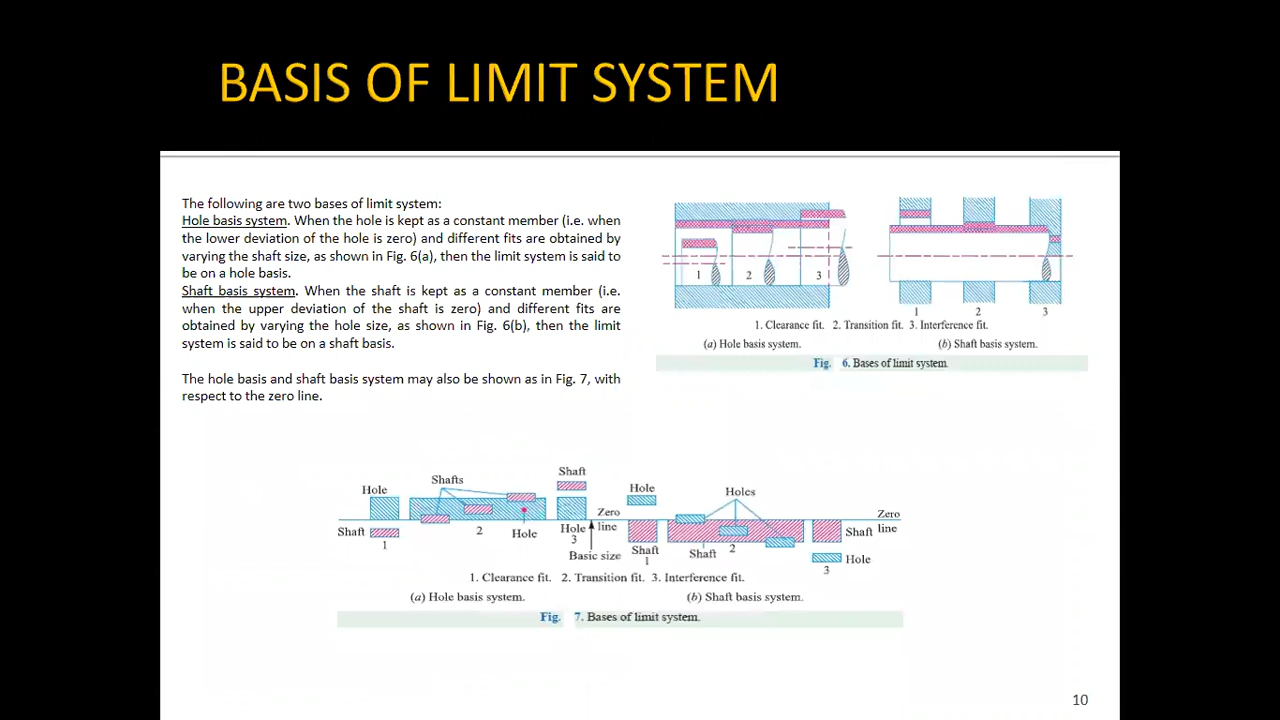 BASIS OF LIMIT SYSTEM
The following are two bases of limit system:
Hole basis system. When the hole is kept as a constant member (i.e. when
the lower deviation of the hole is zero) and different fits are obtained by
varying the shaft size, as shown in Fig. 6(a), then the limit system is said to
be on a hole basis.
Shaft basis system. When the shaft is kept as a constant member (i.e.
when the upper deviation of the shaft is zero) and different fits are
obtained by varying the hole size, as shown in Fig. 6(b), then the limit
system is said to be on a shaft basis.
The hole basis and shaft basis system may also be shown as in Fig. 7, with
respect to the zero line.
1 2 3
1 2 3
1. Clearance fit. 2. Transition fit. 3. Interference fit.
(a) Hole basis system. (b) Shaft basis system.
Fig. 6. Bases of limit system.
Shaft
Hole Shafts Hole Holes
Zero Zero
Shaft 2 Hole Hole line Shaft line
1 3 Basic size Shaft Shaft 2 Hole
1 3
1. Clearance fit. 2. Transition fit. 3. Interference fit.
(a) Hole basis system. (b) Shaft basis system.
Fig. 7. Bases of limit system.
10